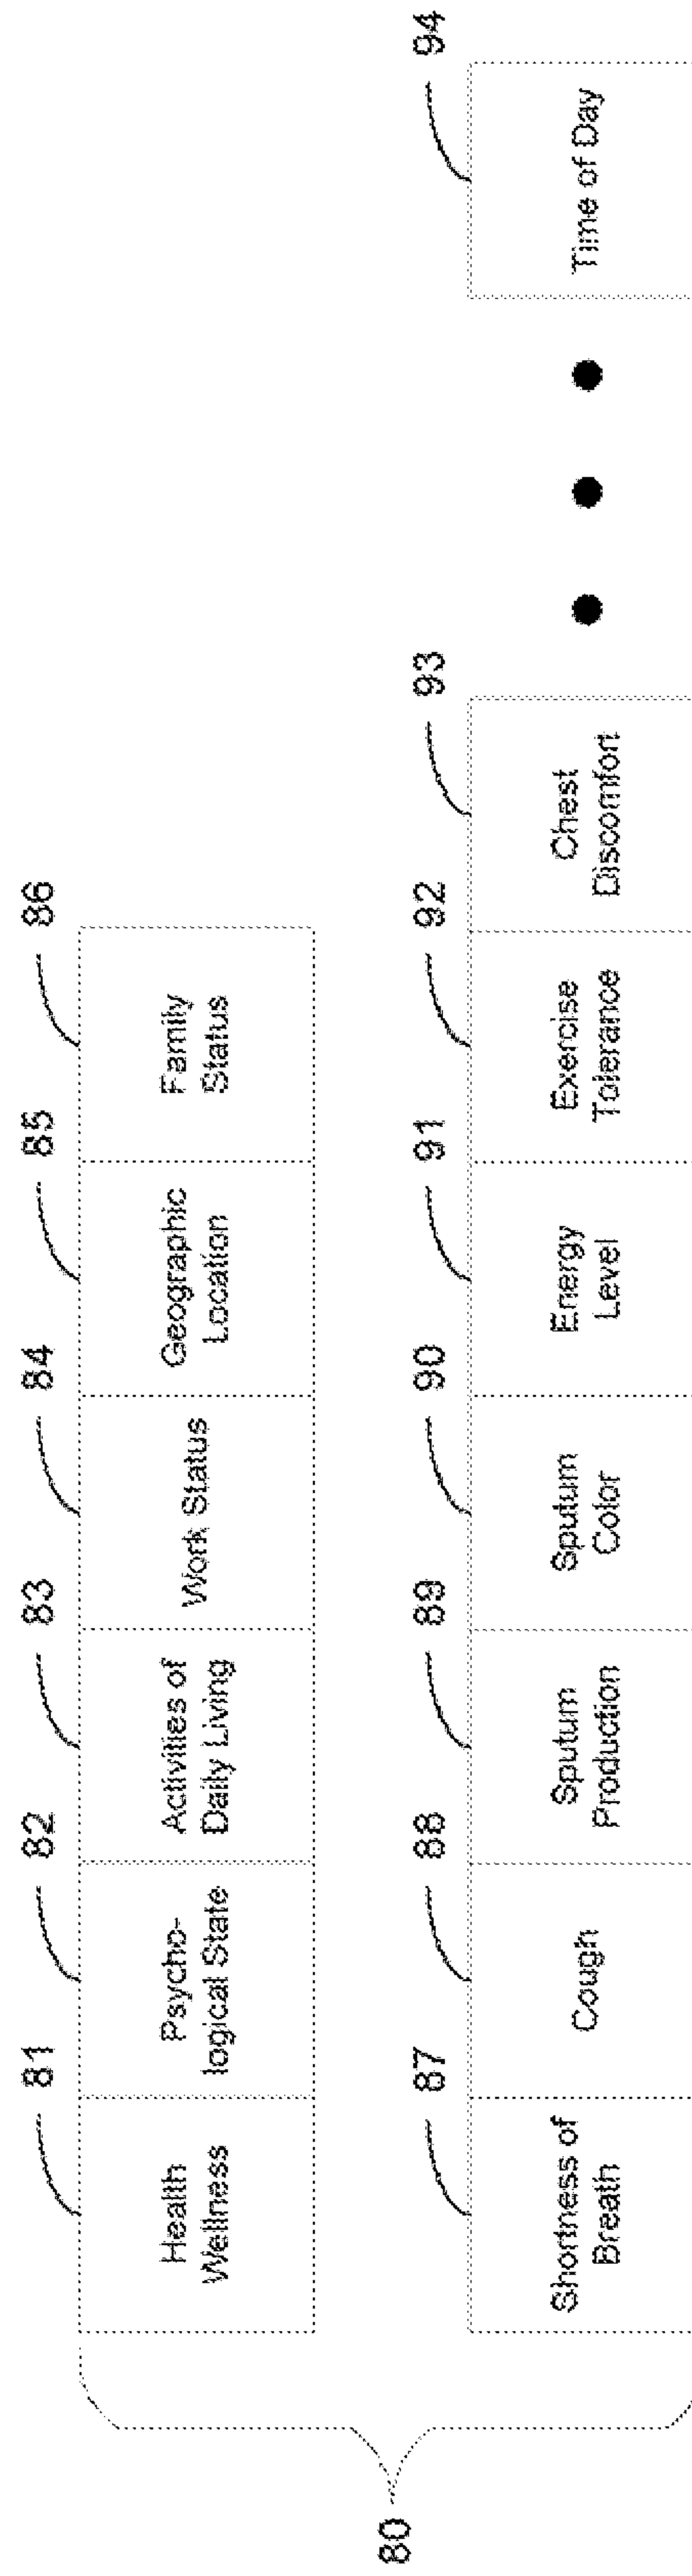 80
81
82
83
84
85
86
Health
Wellness
Psycho-
logical State
Activities of
Daily Living
Work Status
Geographic
Location
Family
Status
87
88
89
90
91
92
93
94
Shortness of
Breath
Cough
Sputum
Production
Sputum
Color
Energy
Level
Exercise
Tolerance
Chest
Discomfort
Time of Day